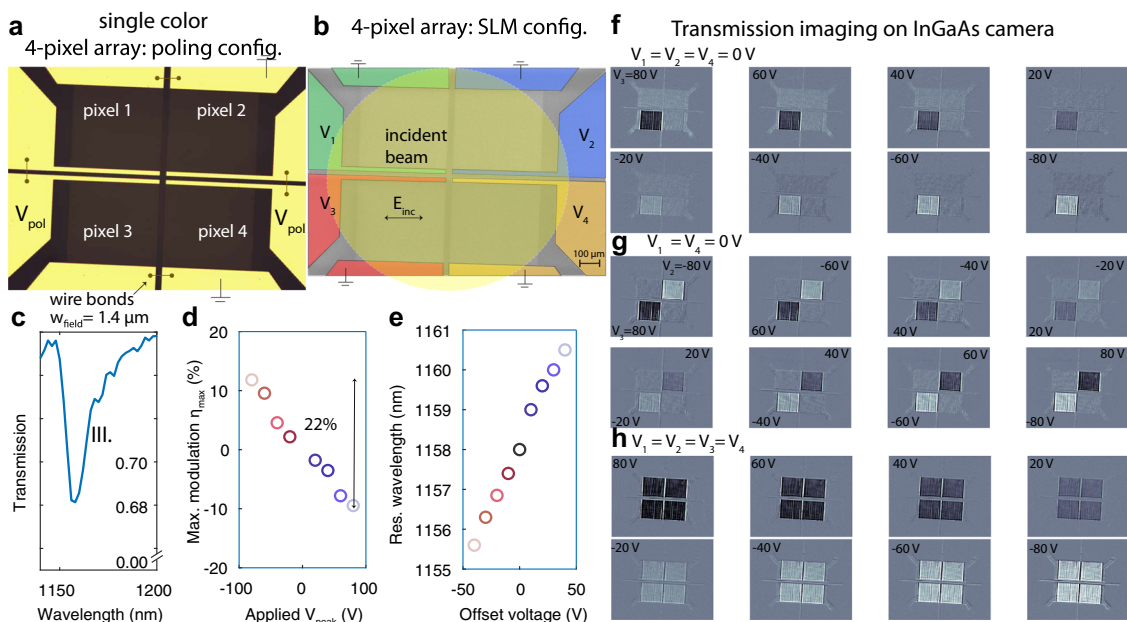 a
single color
4-pixel array: poling config.
pixel 1
pixel 2
pixel 3
pixel 4
Vpol
Vpol
wire bonds
b
4-pixel array: SLM config.
V1
V2
V3
V4
incident
beam
Einc
100 µm
c
wfield= 1.4 µm
III.
0.70
0.68
0.00
Transmission
1150
1200
Wavelength (nm)
d
20
10
0
-10
-20
22%
Max. modulation ηmax (%)
-100
0
100
Applied Vpeak (V)
e
1161
1160
1159
1158
1157
1156
1155
Res. wavelength (nm)
-50
0
50
Offset voltage (V)
f
Transmission imaging on InGaAs camera
V1 = V2 = V4 = 0 V
V3=80 V
60 V
40 V
20 V
-20 V
-40 V
-60 V
-80 V
g
V1 = V4 = 0 V
V2=-80 V
-60 V
-40 V
-20 V
V3=80 V
60 V
40 V
20 V
20 V
40 V
60 V
80 V
-20 V
-40 V
-60 V
-80 V
h
V1 = V2 = V3= V4
80 V
60 V
40 V
20 V
-20 V
-40 V
-60 V
-80 V